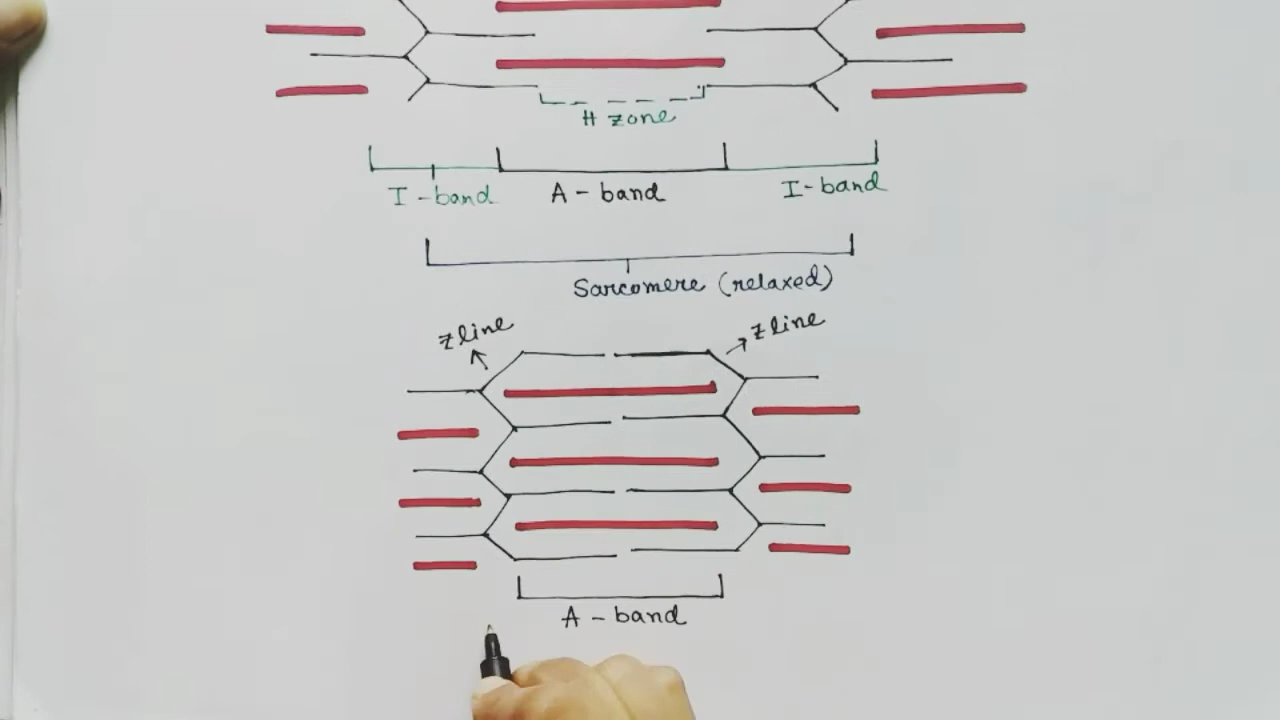 H zone
I-band A-band I-band
Sarcomere (relaxed)
Z line Z line
A-band